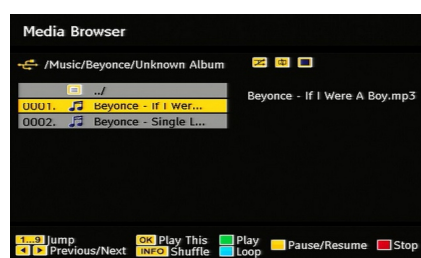 Media Browser
/Music/Beyonce/Unknown Album
../
Beyonce - If I Were A Boy.mp3
0001. Beyonce - If I Wer...
0002. Beyonce - Single L...
1...9 Jump OK Play This Play Pause/Resume Stop
Previous/Next INFO Shuffle Loop